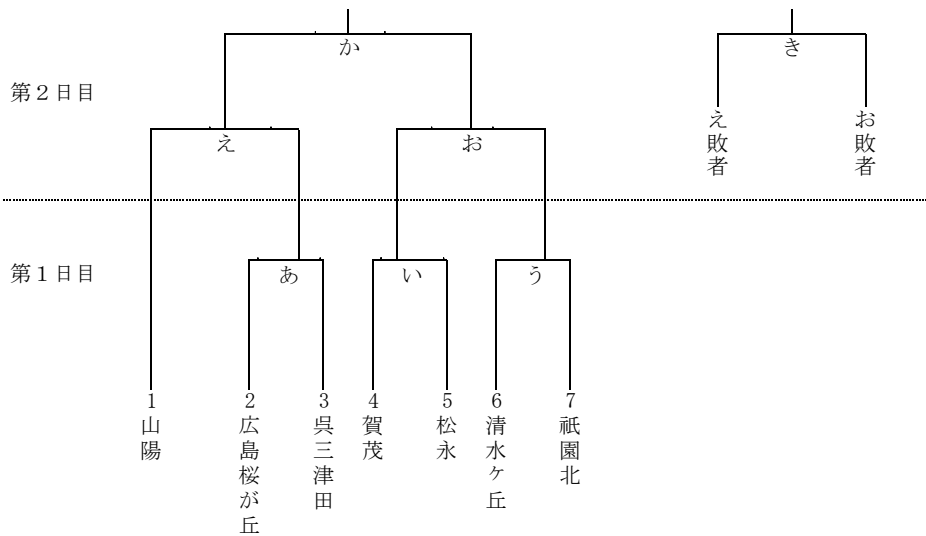 か
き
第２日目
え
お
え敗者
お敗者
第１日目
あ
い
う
1山陽
2広島桜が丘
3呉三津田
4賀茂
5松永
6清水ケ丘
7祇園北